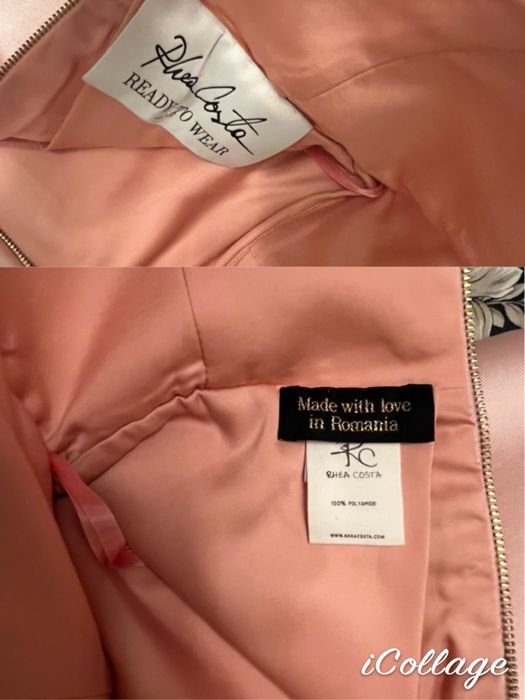 Rhea Costa
READY TO WEAR
Made with love
in Romania
RC
RHEA COSTA
100% POLYAMIDE
WWW.RHEACOSTA.COM
iCollage